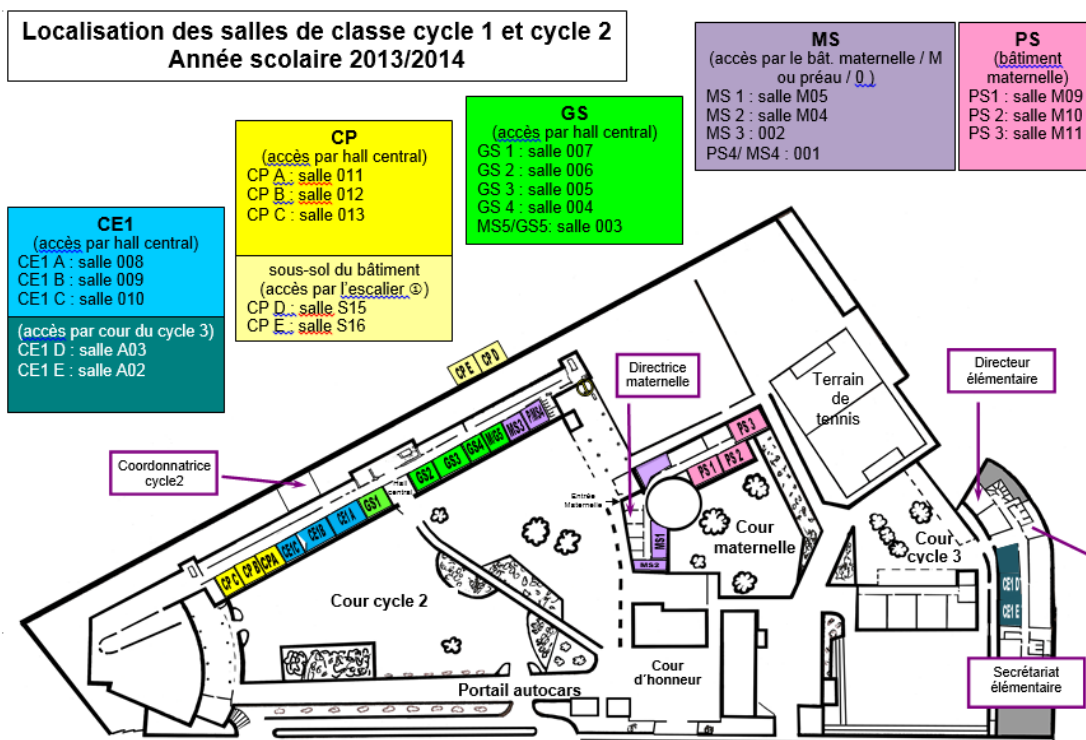 Localisation des salles de classe cycle 1 et cycle 2
Année scolaire 2013/2014
MS
(accès par le bât. maternelle / M
ou préau / 0 )
MS 1 : salle M05
MS 2 : salle M04
MS 3 : 002
PS4/ MS4 : 001
PS
(bâtiment
maternelle)
PS1 : salle M09
PS 2: salle M10
PS 3: salle M11
GS
(accès par hall central)
GS 1 : salle 007
GS 2 : salle 006
GS 3 : salle 005
GS 4 : salle 004
MS5/GS5: salle 003
CP
(accès par hall central)
CP A : salle 011
CP B : salle 012
CP C : salle 013
sous-sol du bâtiment
(accès par l'escalier ①)
CP D : salle S15
CP E : salle S16
CE1
(accès par hall central)
CE1 A : salle 008
CE1 B : salle 009
CE1 C : salle 010
(accès par cour du cycle 3)
CE1 D : salle A03
CE1 E : salle A02
CP E
CP D
Directrice
maternelle
Directeur
élémentaire
Terrain
de
tennis
Coordonnatrice
cycle2
CP C
CP B
CPA
CE1C
CE1B
CE1 A
GS1
Hall
central
GS2
GS3
GS4
M/G5
MS3
P/MS4
Entrée
Maternelle
PS 1
PS 2
PS 3
MS1
MS2
Cour
maternelle
Cour
cycle 3
CE1 D
CE1 E
Cour cycle 2
Cour
d'honneur
Portail autocars
Secrétariat
élémentaire